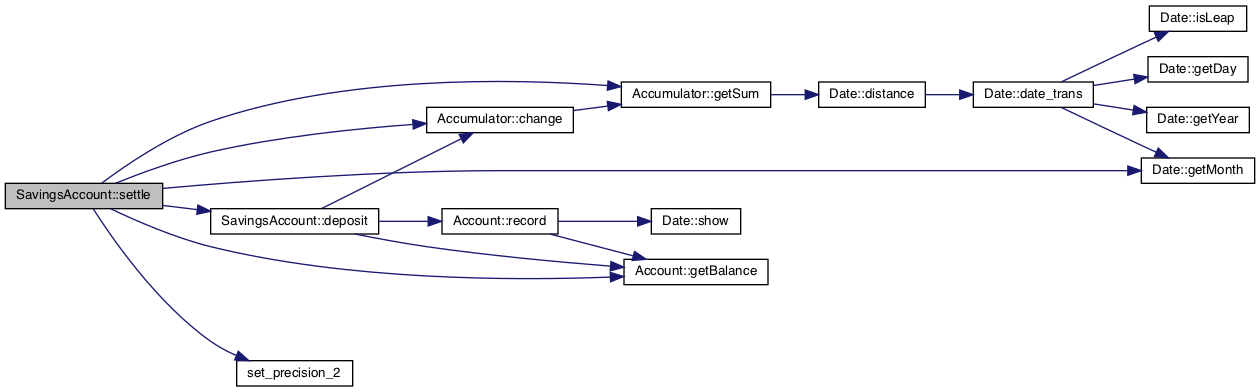 Date::isLeap
Date::getDay
Accumulator::getSum
Date::distance
Date::date_trans
Accumulator::change
Date::getYear
Date::getMonth
SavingsAccount::settle
SavingsAccount::deposit
Account::record
Date::show
Account::getBalance
set_precision_2